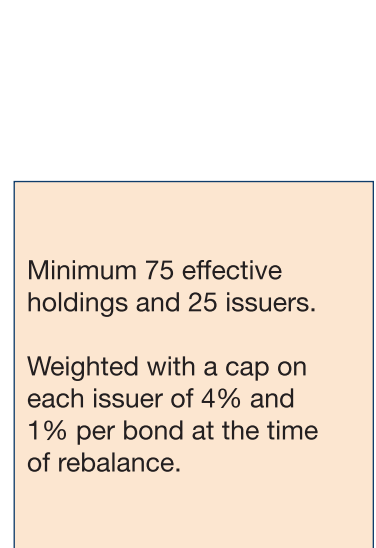 Minimum 75 effective
holdings and 25 issuers.
Weighted with a cap on
each issuer of 4% and
1% per bond at the time
of rebalance.